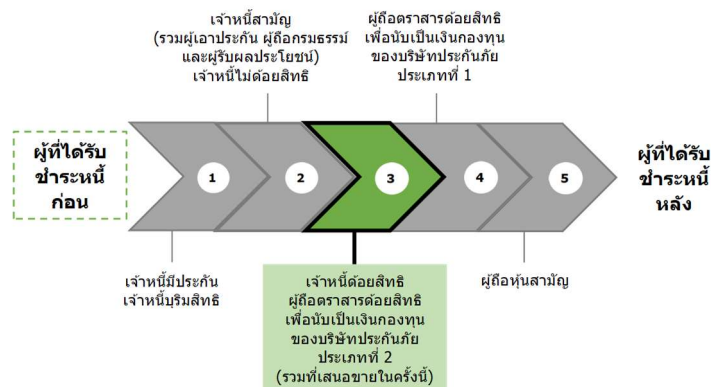 เจ้าหนี้สามัญ
(รวมผู้เอาประกัน ผู้ถือกรมธรรม์
และผู้รับผลประโยชน์)
เจ้าหนี้ไม่ด้อยสิทธิ
ผู้ถือตราสารด้อยสิทธิ
เพื่อนับเป็นเงินกองทุน
ของบริษัทประกันภัย
ประเภทที่ 1
ผู้ที่ได้รับ
ชำระหนี้
ก่อน
1
2
3
4
5
ผู้ที่ได้รับ
ชำระหนี้
หลัง
เจ้าหนี้มีประกัน
เจ้าหนี้บุริมสิทธิ
เจ้าหนี้ด้อยสิทธิ
ผู้ถือตราสารด้อยสิทธิ
เพื่อนับเป็นเงินกองทุน
ของบริษัทประกันภัย
ประเภทที่ 2
(รวมที่เสนอขายในครั้งนี้)
ผู้ถือหุ้นสามัญ